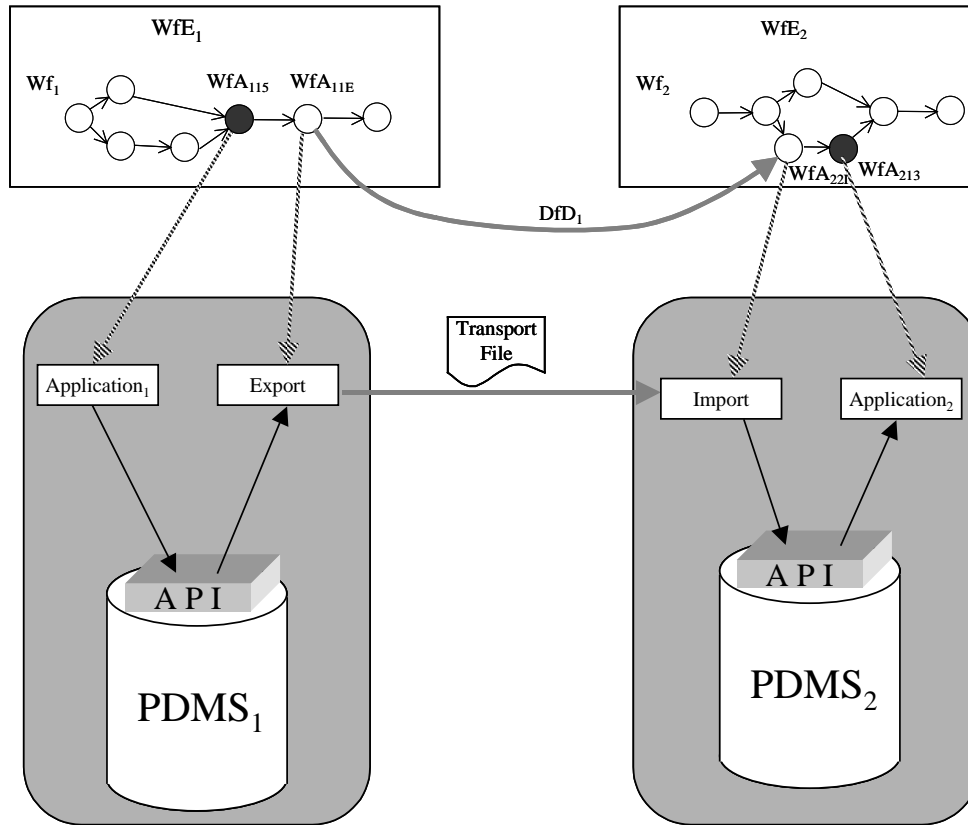 WfE₁
WfE₂
Wf₁
WfA₁₁₅
WfA₁₁E
Wf₂
WfA₂₂I
WfA₂₁₃
DfD₁
Transport
File
Application₁
Export
Import
Application₂
A P I
A P I
PDMS₁
PDMS₂